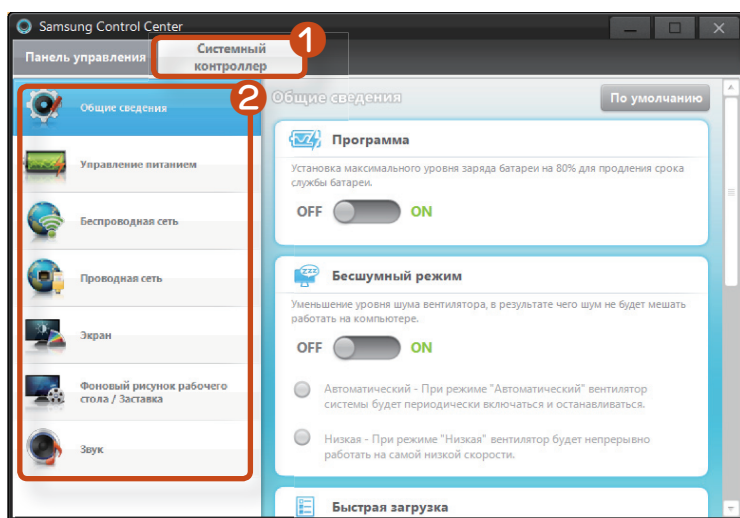 Samsung Control Center
1
Панель управления
Системный
контроллер
2
Общие сведения
Управление питанием
Беспроводная сеть
Проводная сеть
Экран
Фоновый рисунок рабочего
стола / Заставка
Звук
Общие сведения
По умолчанию
Программа
Установка максимального уровня заряда батареи на 80% для продления срока
службы батареи.
OFF ON
zzz
Бесшумный режим
Уменьшение уровня шума вентилятора, в результате чего шум не будет мешать
работать на компьютере.
OFF ON
Автоматический - При режиме "Автоматический" вентилятор
системы будет периодически включаться и останавливаться.
Низкая - При режиме "Низкая" вентилятор будет непрерывно
работать на самой низкой скорости.
Быстрая загрузка